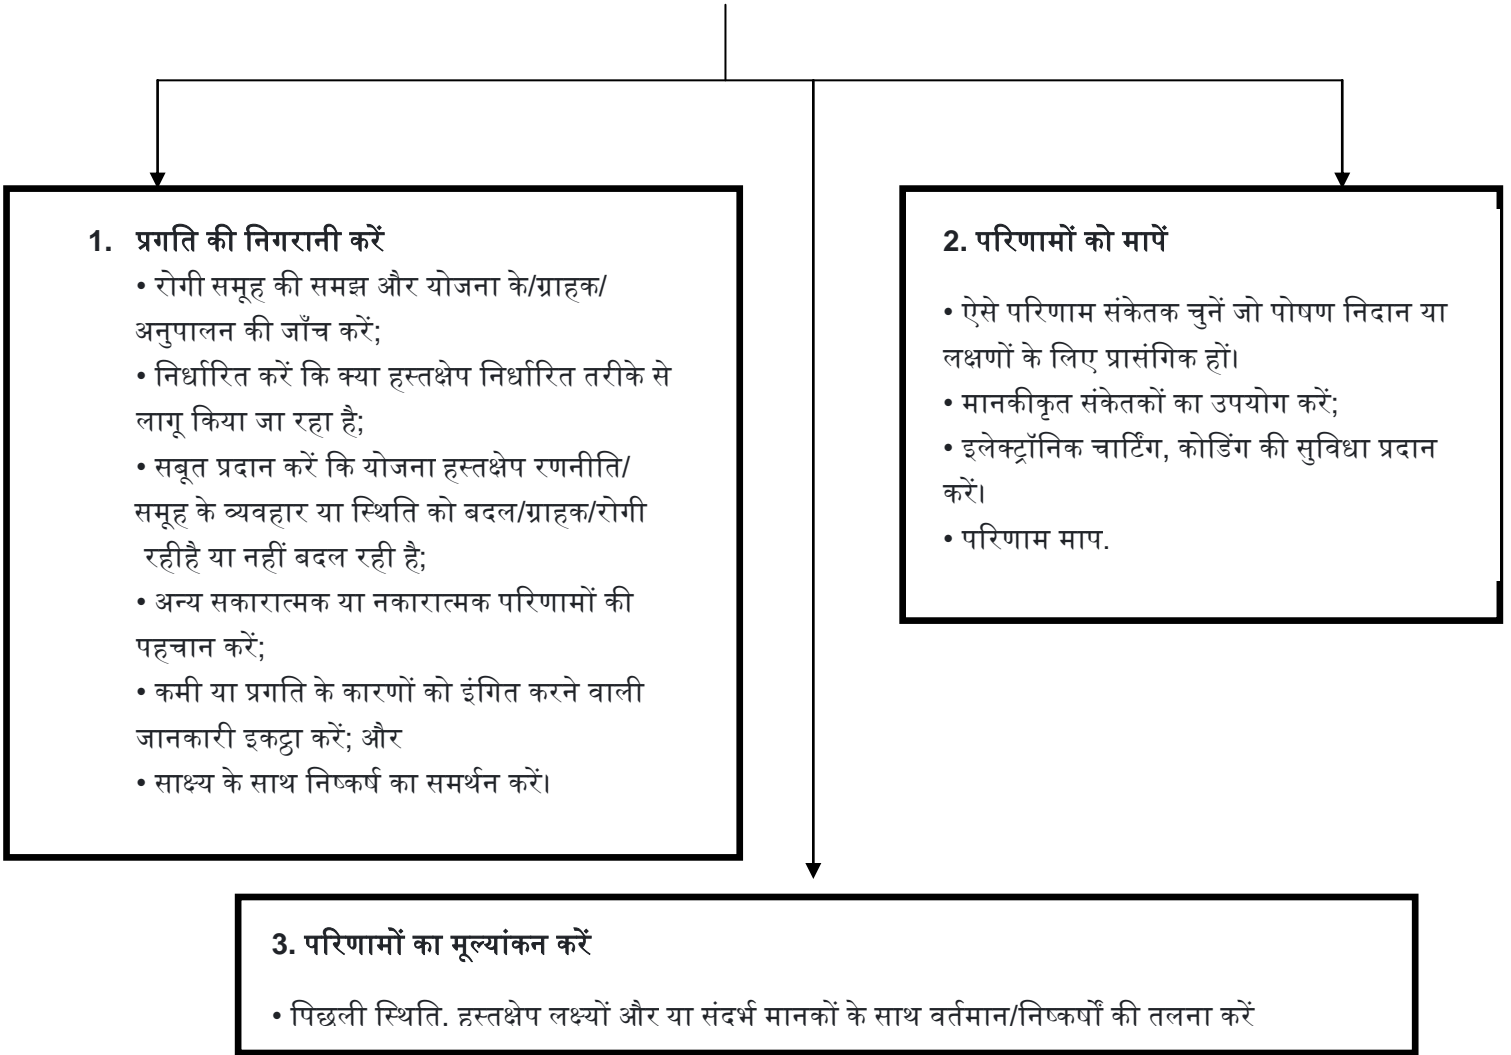 1. प्रगति की निगरानी करें
• रोगी समूह की समझ और योजना के/ग्राहक/
अनुपालन की जाँच करें;
• निर्धारित करें कि क्या हस्तक्षेप निर्धारित तरीके से
लागू किया जा रहा है;
• सबूत प्रदान करें कि योजना हस्तक्षेप रणनीति/
समूह के व्यवहार या स्थिति को बदल/ग्राहक/रोगी
रहीहै या नहीं बदल रही है;
• अन्य सकारात्मक या नकारात्मक परिणामों की
पहचान करें;
• कमी या प्रगति के कारणों को इंगित करने वाली
जानकारी इकट्ठा करें; और
• साक्ष्य के साथ निष्कर्ष का समर्थन करें।
2. परिणामों को मापें
• ऐसे परिणाम संकेतक चुनें जो पोषण निदान या
लक्षणों के लिए प्रासंगिक हों।
• मानकीकृत संकेतकों का उपयोग करें;
• इलेक्ट्रॉनिक चार्टिंग, कोडिंग की सुविधा प्रदान
करें।
• परिणाम माप.
3. परिणामों का मूल्यांकन करें
• पिछली स्थिति, हस्तक्षेप लक्ष्यों और या संदर्भ मानकों के साथ वर्तमान/निष्कर्षों की तुलना करें